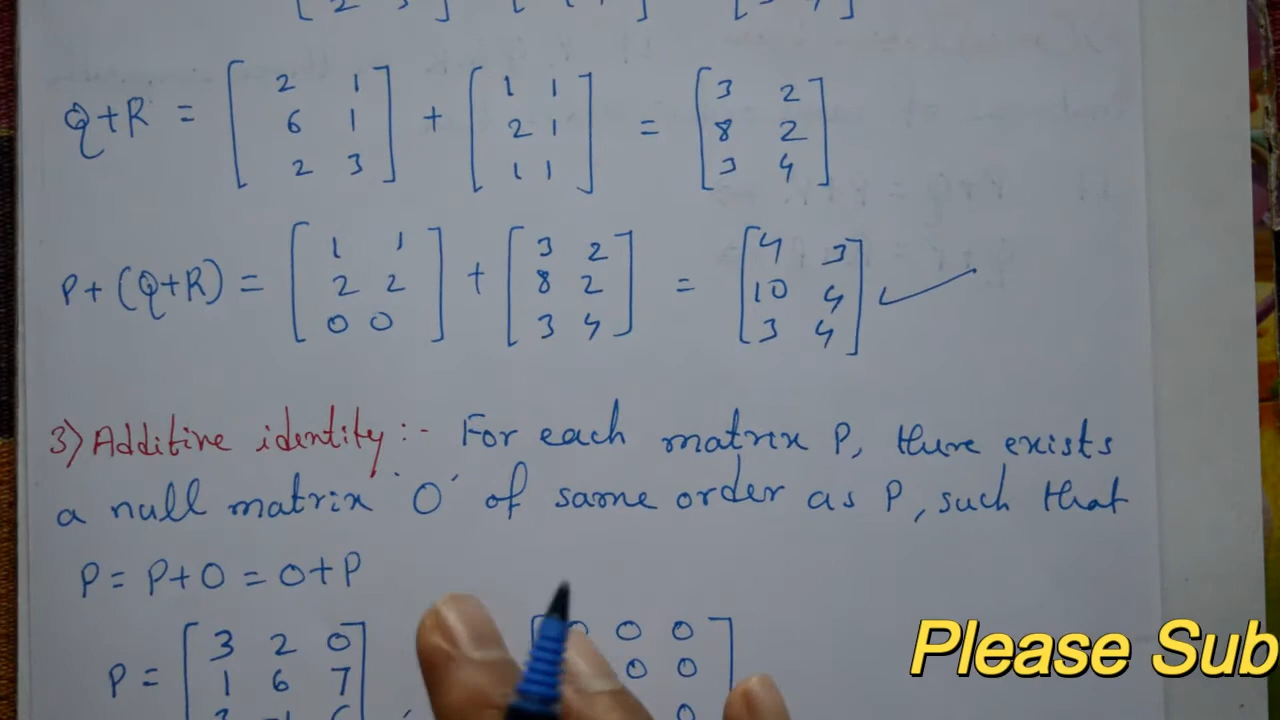 Q+R = [ 2 1 6 1 2 3 ] + [ 1 1 2 1 1 1 ] = [ 3 2 8 2 3 4 ]
P+(Q+R) = [ 1 1 2 2 0 0 ] + [ 3 2 8 2 3 4 ] = [ 4 3 10 4 3 4 ] ✓
3) Additive identity :- For each matrix P, there exists
a null matrix 'O' of same order as P, such that
P = P+O = O+P
P = [ 3 2 0 0 0 0
1 6 7 0 0
Please Sub